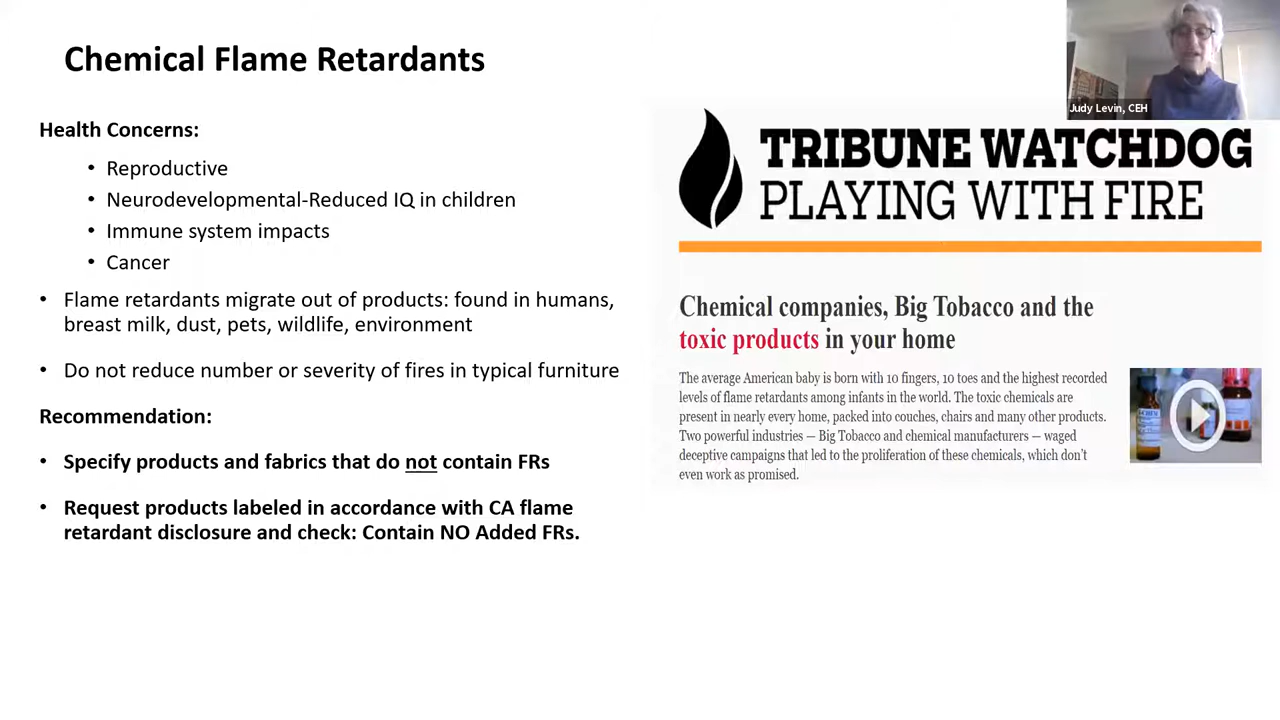 Chemical Flame Retardants
Health Concerns:
• Reproductive
• Neurodevelopmental-Reduced IQ in children
• Immune system impacts
• Cancer
• Flame retardants migrate out of products: found in humans,
breast milk, dust, pets, wildlife, environment
• Do not reduce number or severity of fires in typical furniture
Recommendation:
• Specify products and fabrics that do not contain FRs
• Request products labeled in accordance with CA flame
retardant disclosure and check: Contain NO Added FRs.
Judy Levin, CEH
TRIBUNE WATCHDOG
PLAYING WITH FIRE
Chemical companies, Big Tobacco and the
toxic products in your home
The average American baby is born with 10 fingers, 10 toes and the highest recorded
levels of flame retardants among infants in the world. The toxic chemicals are
present in nearly every home, packed into couches, chairs and many other products.
Two powerful industries — Big Tobacco and chemical manufacturers — waged
deceptive campaigns that led to the proliferation of these chemicals, which don't
even work as promised.